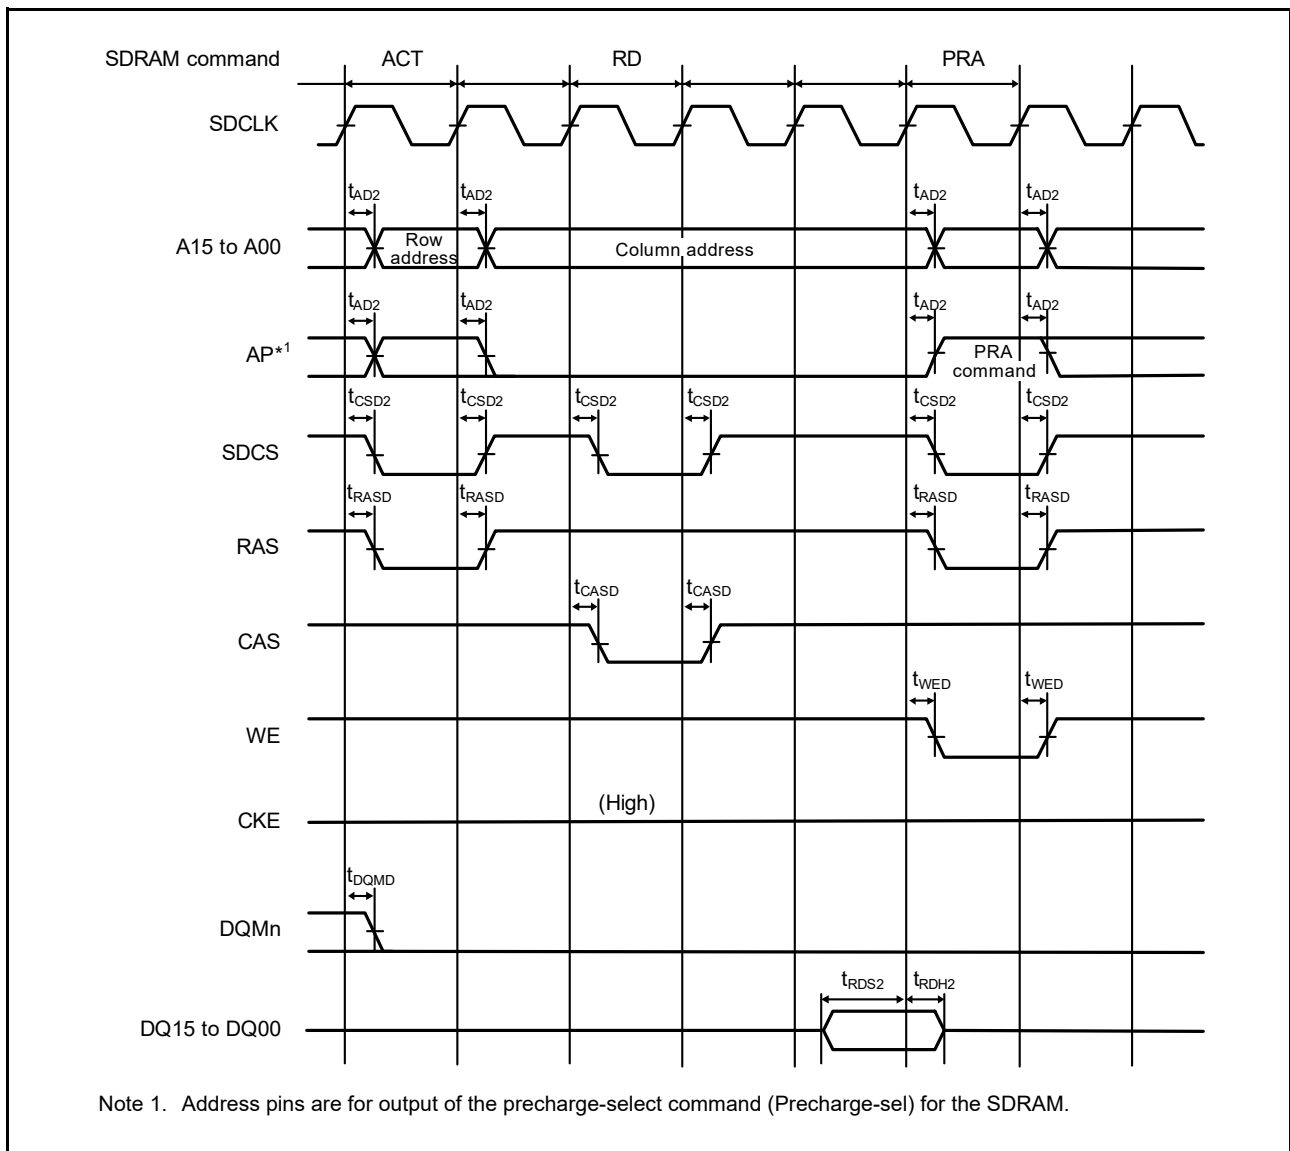 SDRAM command ACT RD PRA
SDCLK
tAD2 tAD2 tAD2 tAD2
A15 to A00 Row address Column address
tAD2 tAD2 tAD2 tAD2
AP*1 PRA command
tCSD2 tCSD2 tCSD2 tCSD2 tCSD2 tCSD2
SDCS
tRASD tRASD tRASD tRASD
RAS
tCASD tCASD
CAS
tWED tWED
WE
(High)
CKE
tDQMD
DQMn
tRDS2 tRDH2
DQ15 to DQ00
Note 1. Address pins are for output of the precharge-select command (Precharge-sel) for the SDRAM.